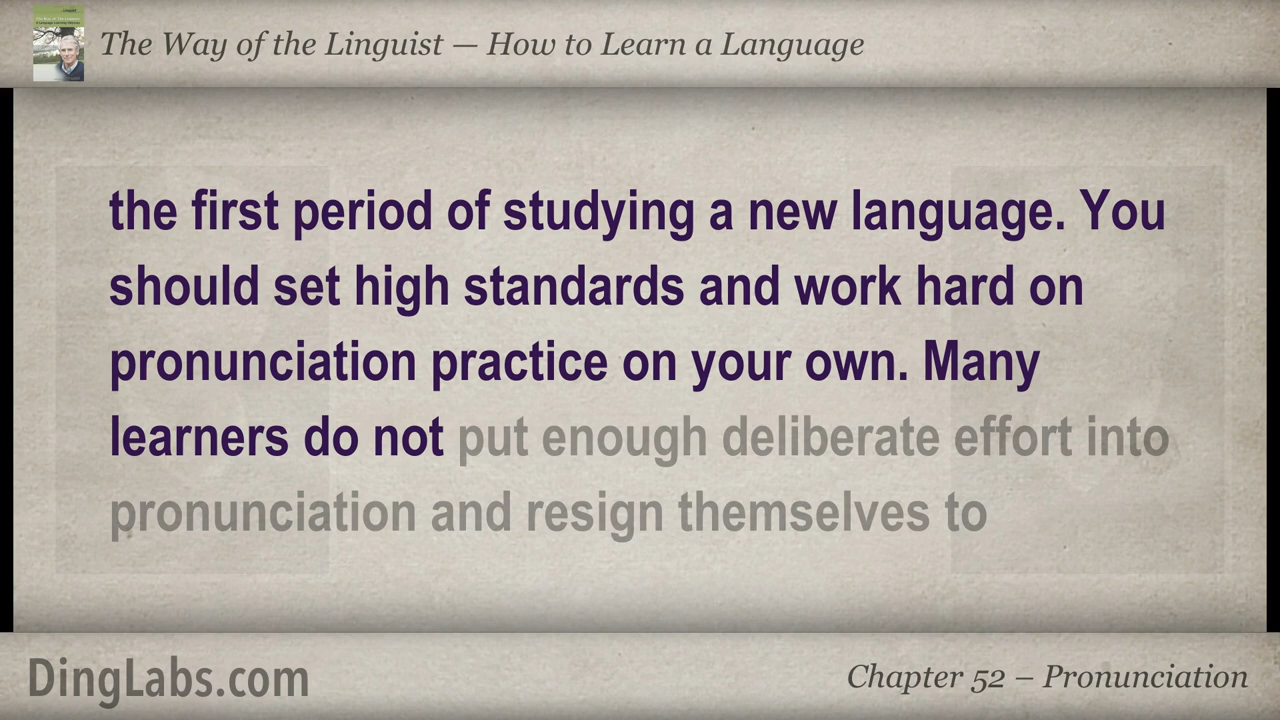 The Way of the Linguist — How to Learn a Language
the first period of studying a new language. You
should set high standards and work hard on
pronunciation practice on your own. Many
learners do not put enough deliberate effort into
pronunciation and resign themselves to
DingLabs.com
Chapter 52 – Pronunciation